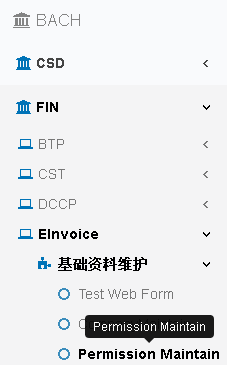 BACH
CSD
FIN
BTP
CST
DCCP
EInvoice
基础资料维护
Test Web Form
Permission Maintain
Permission Maintain